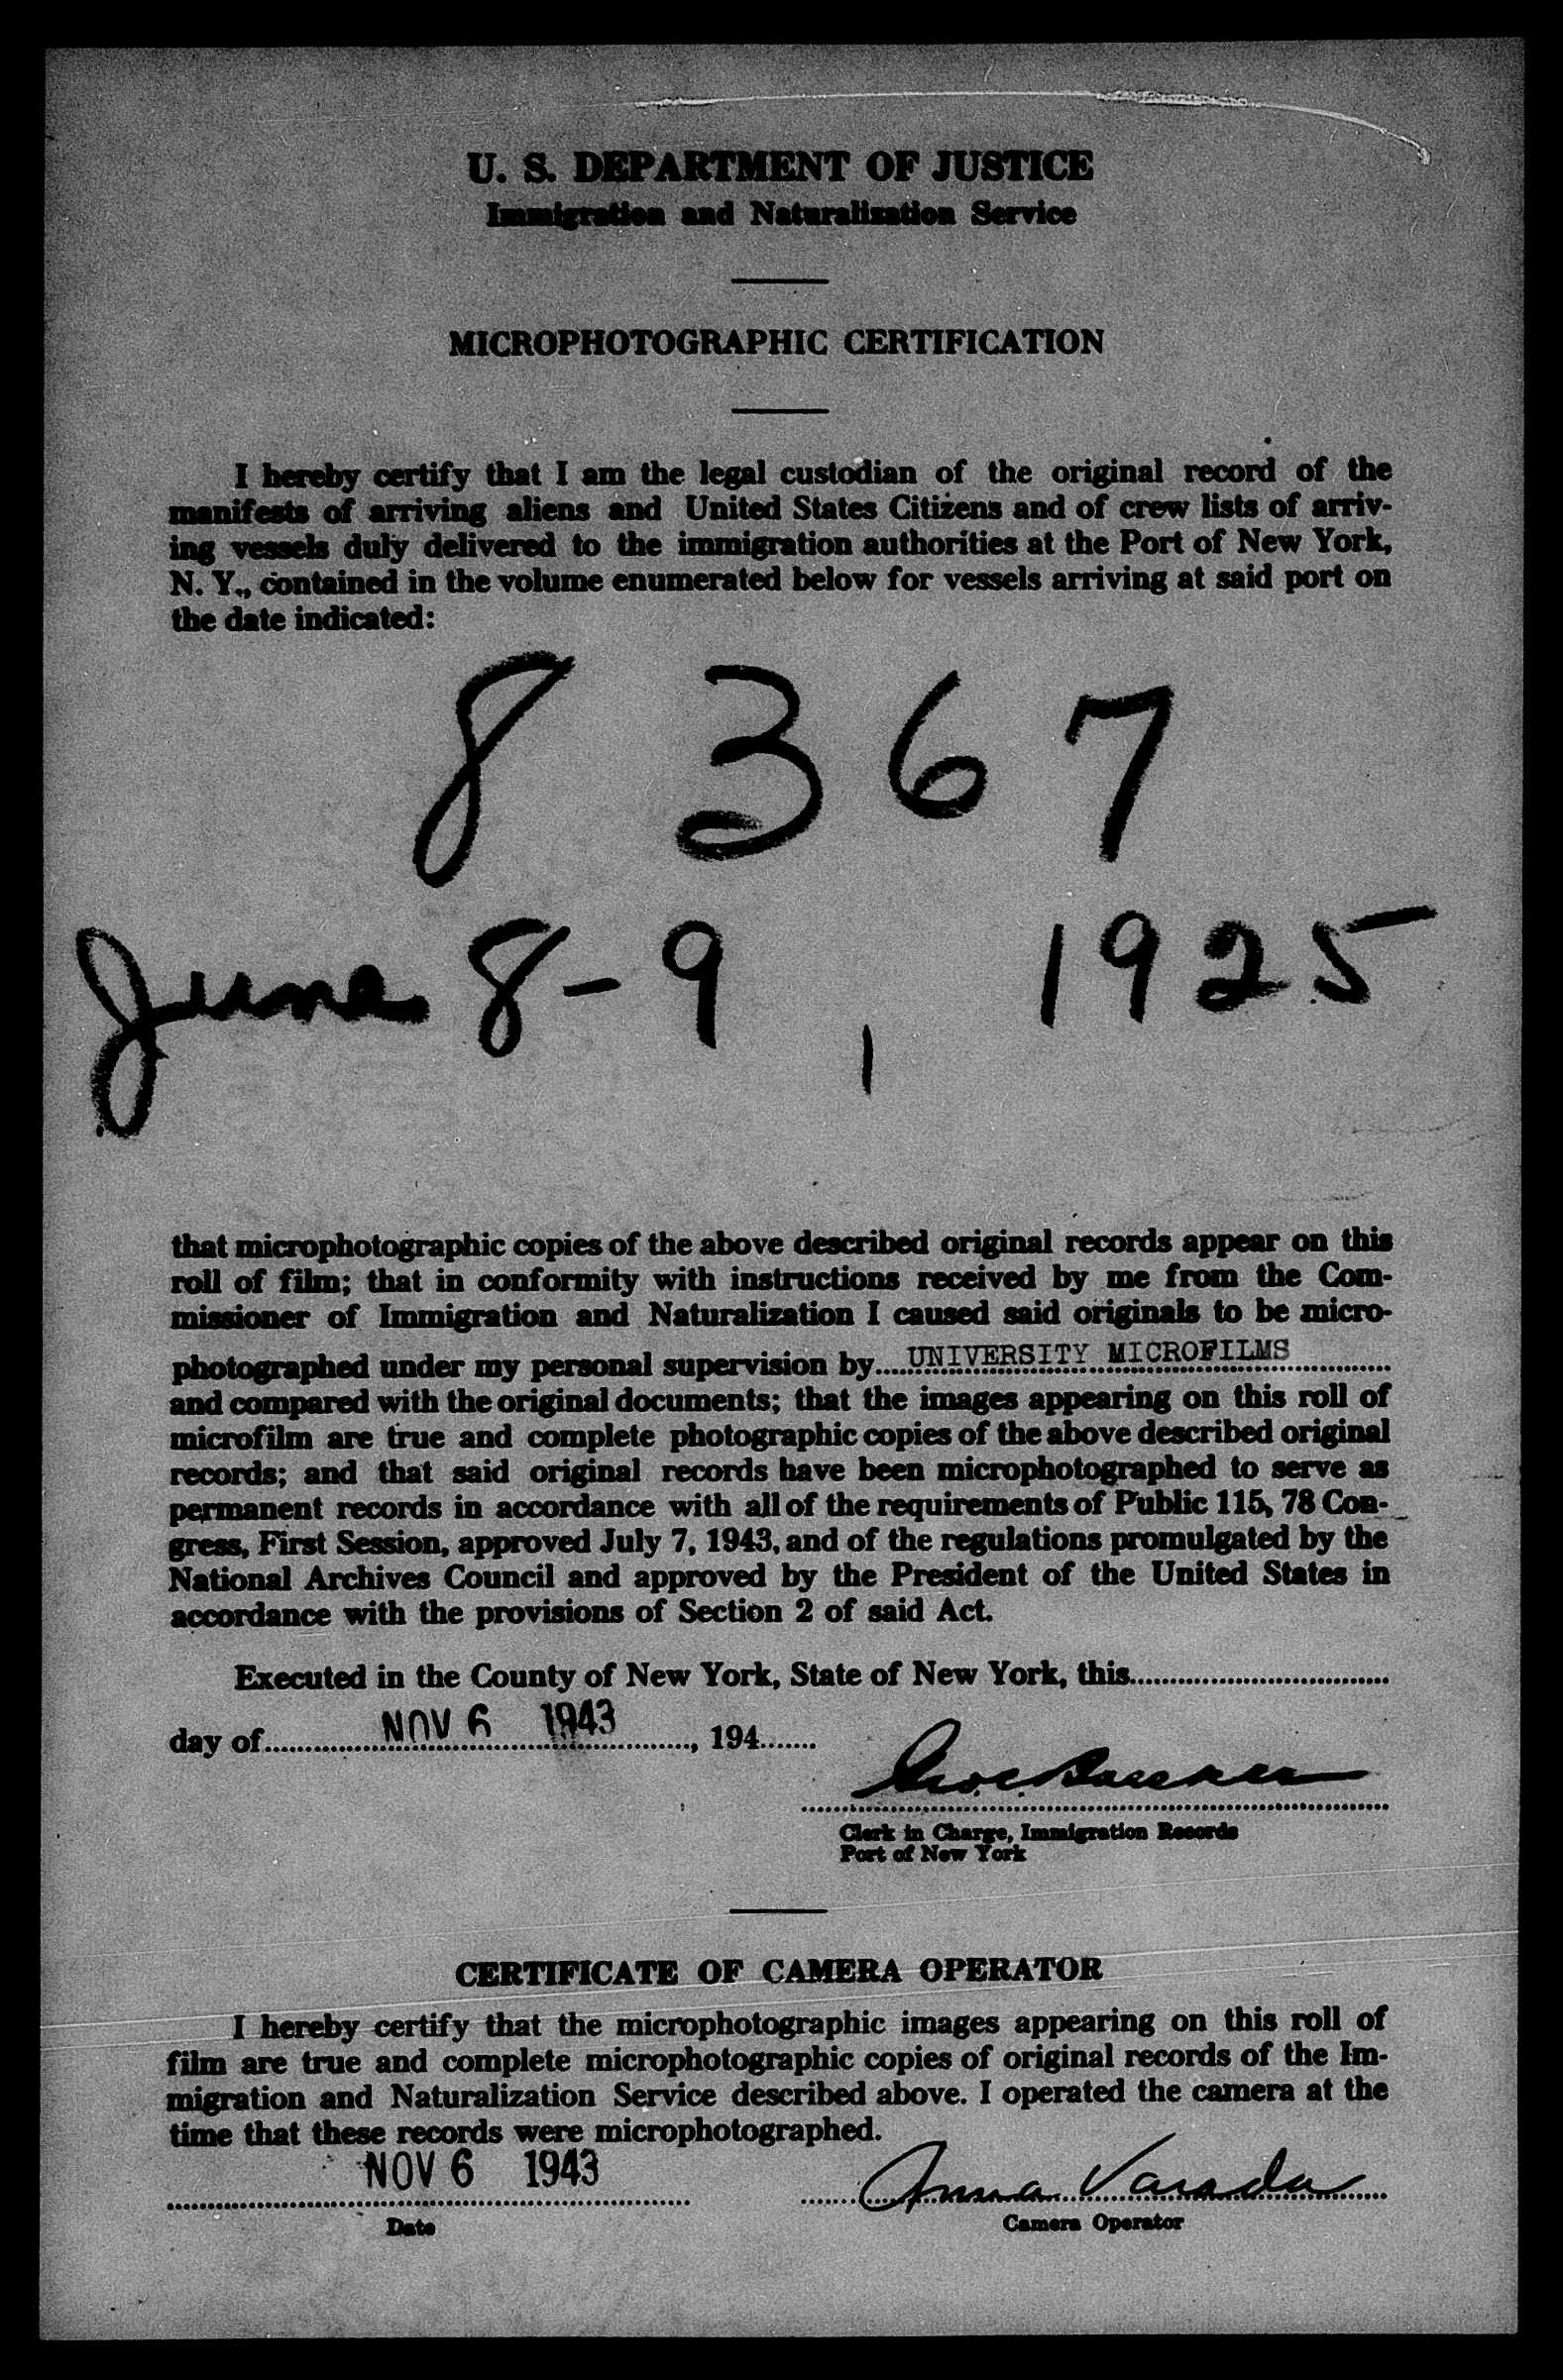 U. S. DEPARTMENT OF JUSTICE
Immigration and Naturalization Service
MICROPHOTOGRAPHIC CERTIFICATION
I hereby certify that I am the legal custodian of the original record of the
manifests of arriving aliens and United States Citizens and of crew lists of arriv-
ing vessels duly delivered to the immigration authorities at the Port of New York,
N. Y., contained in the volume enumerated below for vessels arriving at said port on
the date indicated:
8 367
June 8-9, 1925
that microphotographic copies of the above described original records appear on this
roll of film; that in conformity with instructions received by me from the Com-
missioner of Immigration and Naturalization I caused said originals to be micro-
photographed under my personal supervision by UNIVERSITY MICROFILMS
and compared with the original documents; that the images appearing on this roll of
microfilm are true and complete photographic copies of the above described original
records; and that said original records have been microphotographed to serve as
permanent records in accordance with all of the requirements of Public 115, 78 Con-
gress, First Session, approved July 7, 1943, and of the regulations promulgated by the
National Archives Council and approved by the President of the United States in
accordance with the provisions of Section 2 of said Act.
Executed in the County of New York, State of New York, this
day of NOV 6 1943, 194
Clerk in Charge, Immigration Records
Port of New York
CERTIFICATE OF CAMERA OPERATOR
I hereby certify that the microphotographic images appearing on this roll of
film are true and complete microphotographic copies of original records of the Im-
migration and Naturalization Service described above. I operated the camera at the
time that these records were microphotographed.
NOV 6 1943 Anna Varada
Date Camera Operator